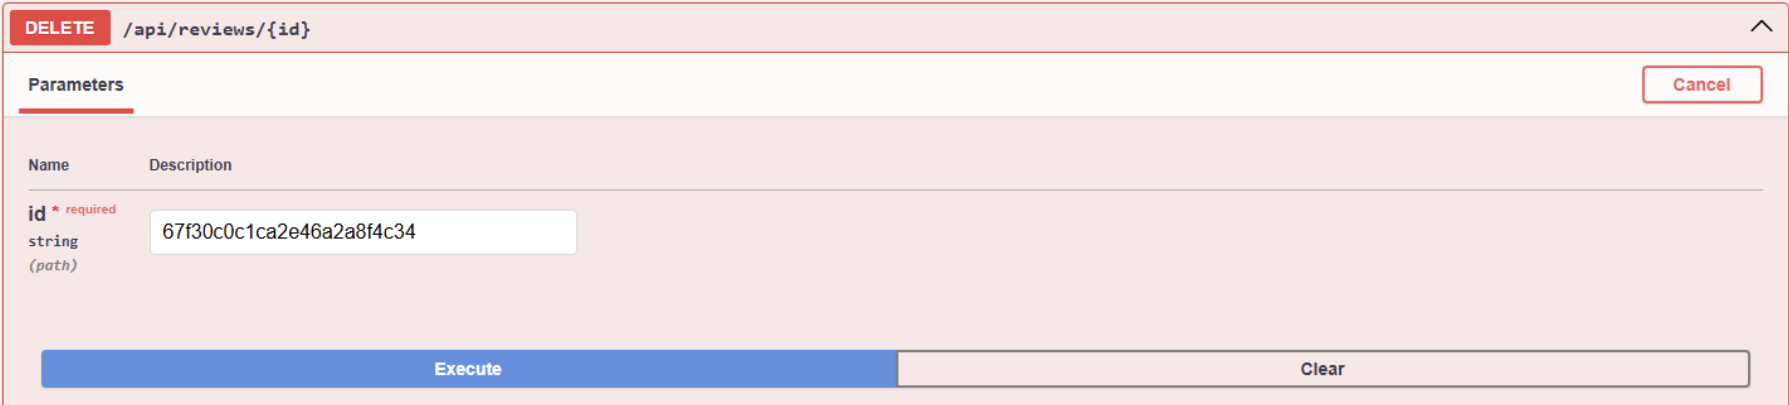 DELETE /api/reviews/{id}
Parameters Cancel
Name Description
id * required
67f30c0c1ca2e46a2a8f4c34
string
(path)
Execute Clear